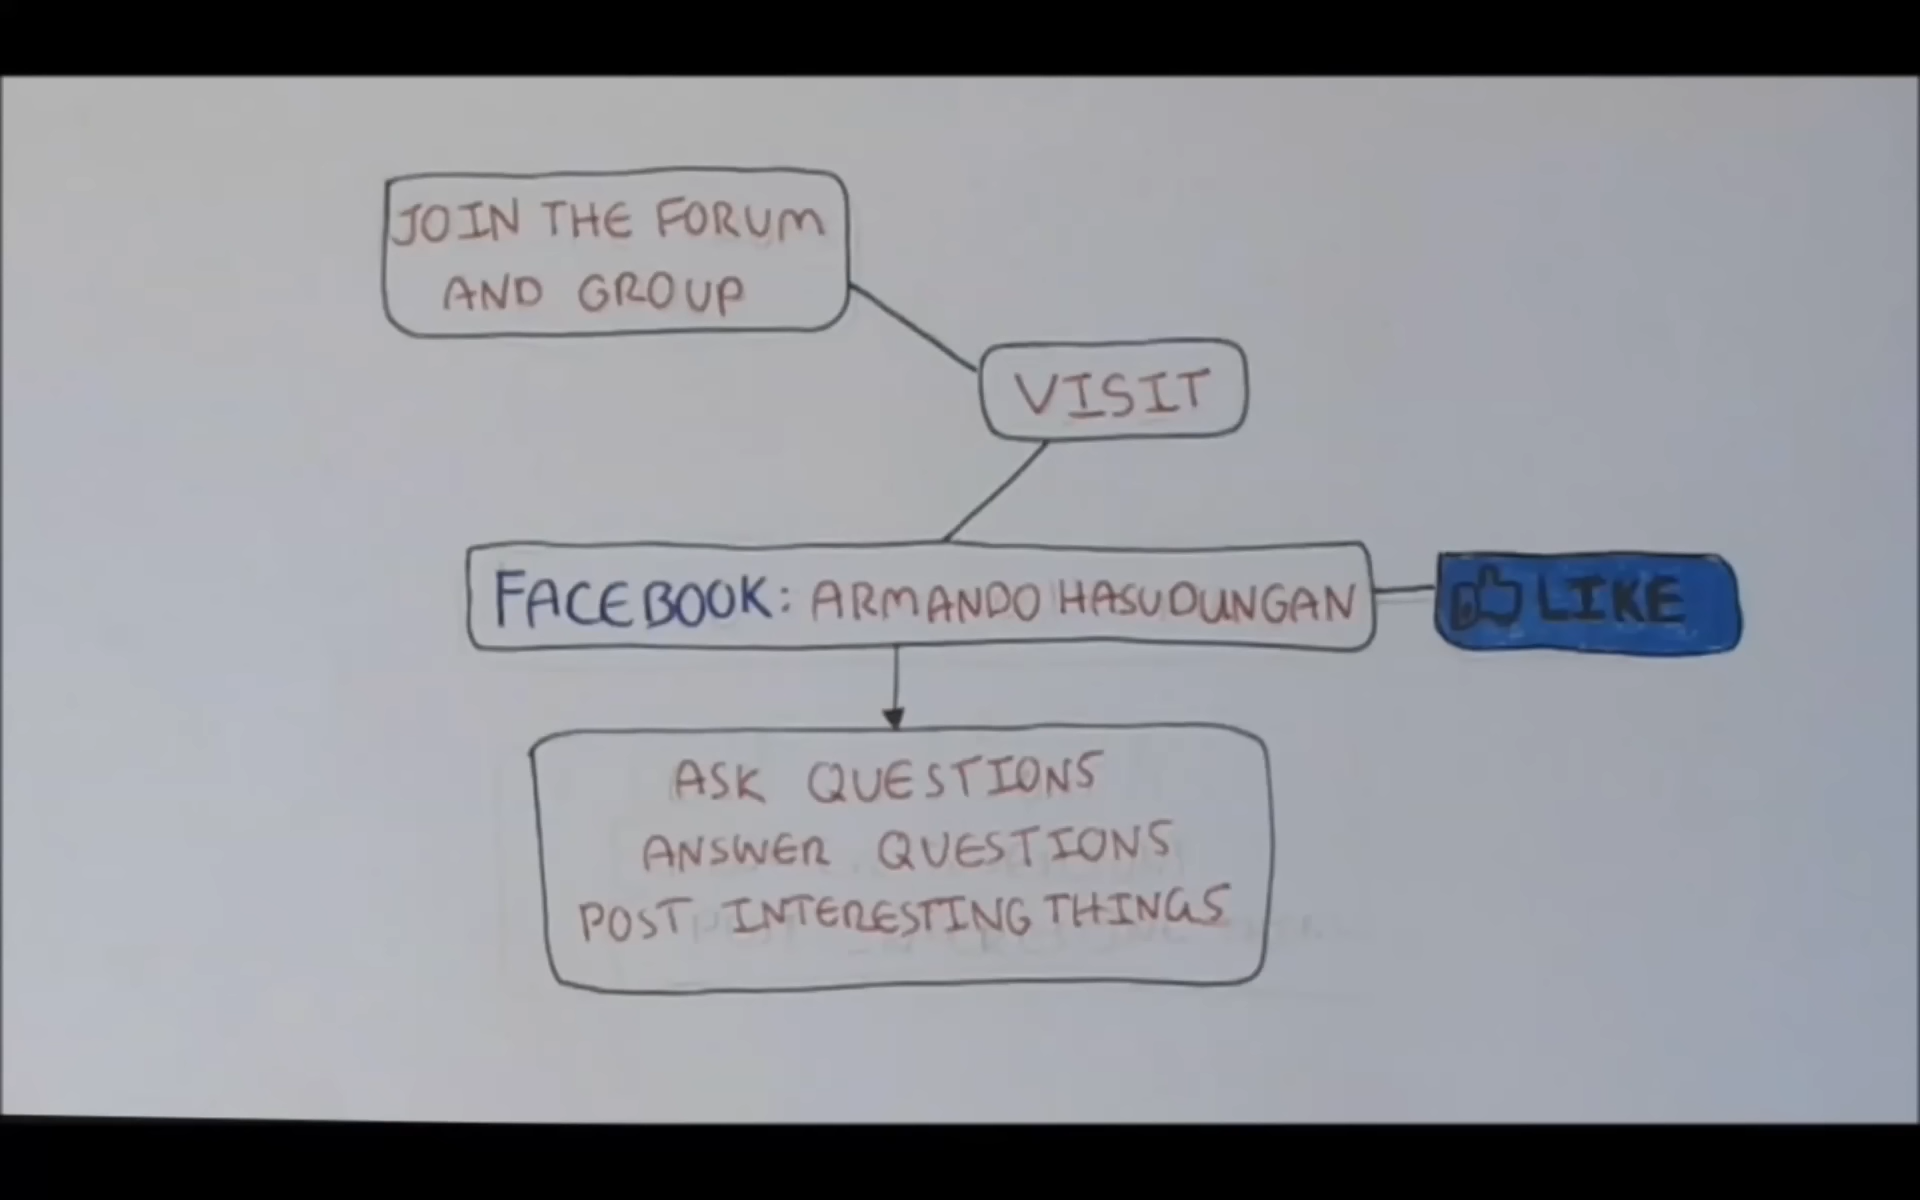 JOIN THE FORUM
AND GROUP
VISIT
FACEBOOK: ARMANDO HASUDUNGAN
LIKE
ASK QUESTIONS
ANSWER QUESTIONS
POST INTERESTING THINGS